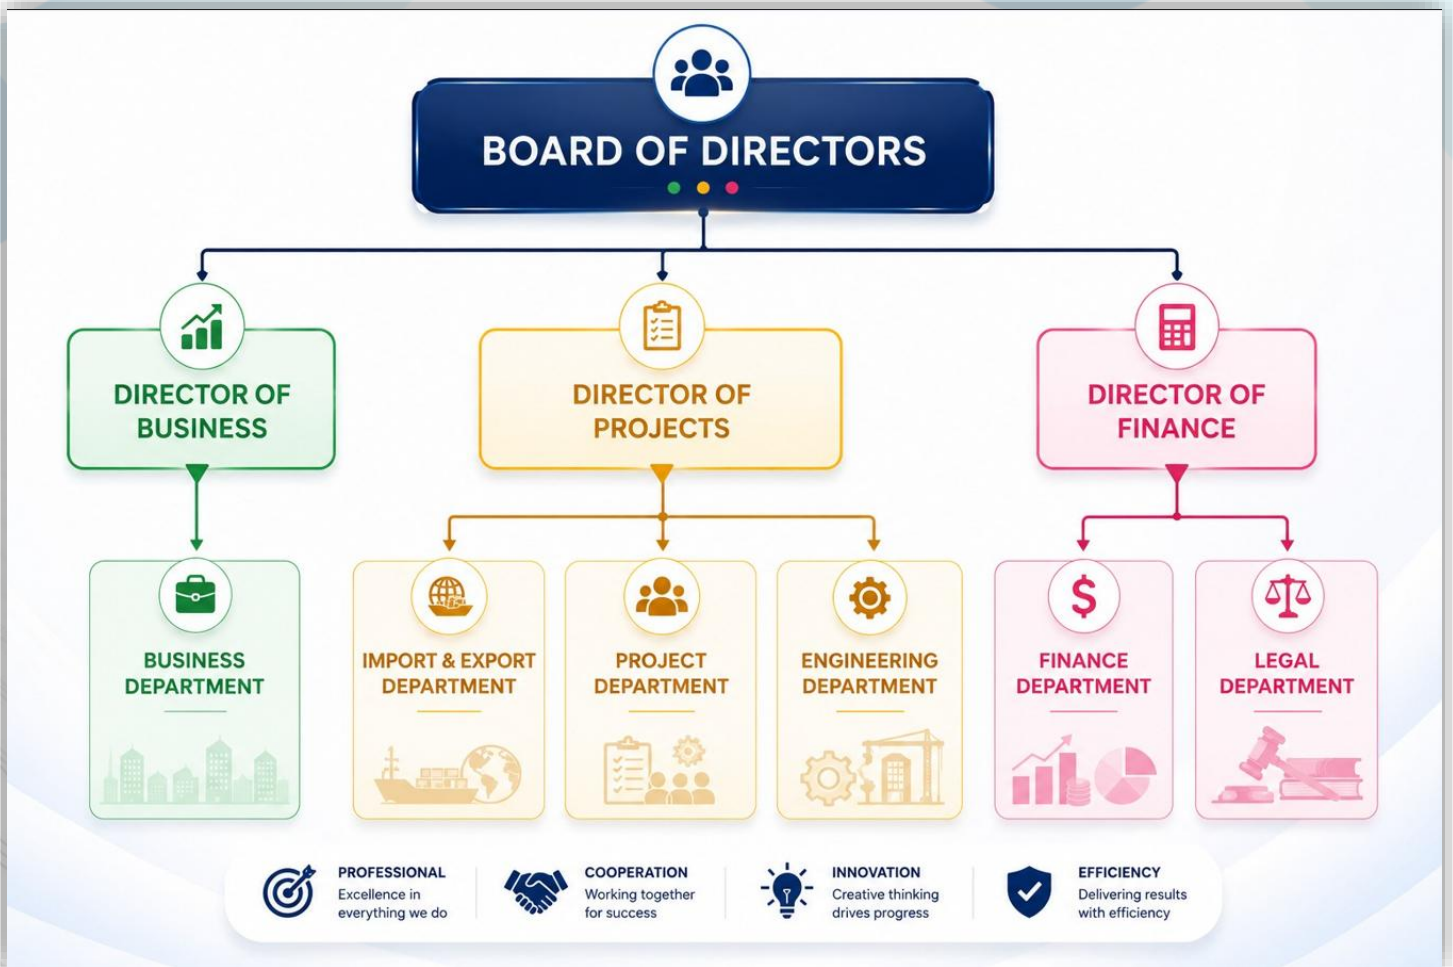 BOARD OF DIRECTORS
DIRECTOR OF
BUSINESS
DIRECTOR OF
PROJECTS
DIRECTOR OF
FINANCE
BUSINESS
DEPARTMENT
IMPORT & EXPORT
DEPARTMENT
PROJECT
DEPARTMENT
ENGINEERING
DEPARTMENT
$
FINANCE
DEPARTMENT
LEGAL
DEPARTMENT
PROFESSIONAL
Excellence in
everything we do
COOPERATION
Working together
for success
INNOVATION
Creative thinking
drives progress
EFFICIENCY
Delivering results
with efficiency